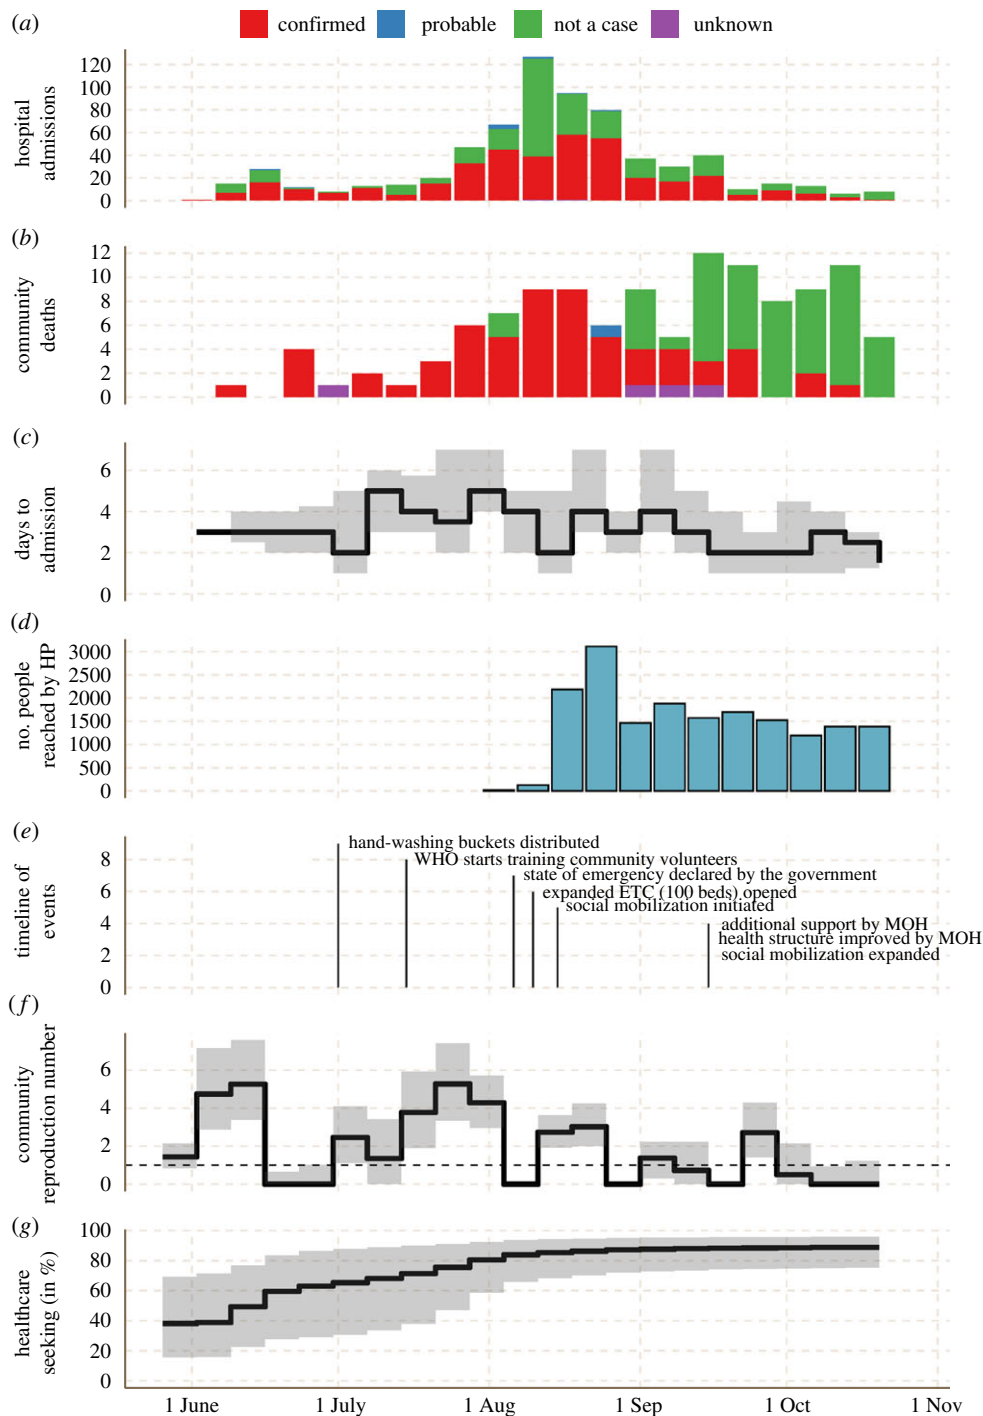 (a)
confirmed probable not a case unknown
hospital
admissions
120
100
80
60
40
20
0
(b)
community
deaths
12
10
8
6
4
2
0
(c)
days to
admission
6
4
2
0
(d)
no. people
reached by HP
3000
2500
2000
1500
1000
500
0
(e)
timeline of
events
8
6
4
2
0
hand-washing buckets distributed
WHO starts training community volunteers
state of emergency declared by the government
expanded ETC (100 beds) opened
social mobilization initiated
additional support by MOH
health structure improved by MOH
social mobilization expanded
(f)
community
reproduction number
6
4
2
0
(g)
healthcare
seeking (in %)
100
80
60
40
20
0
1 June 1 July 1 Aug 1 Sep 1 Oct 1 Nov